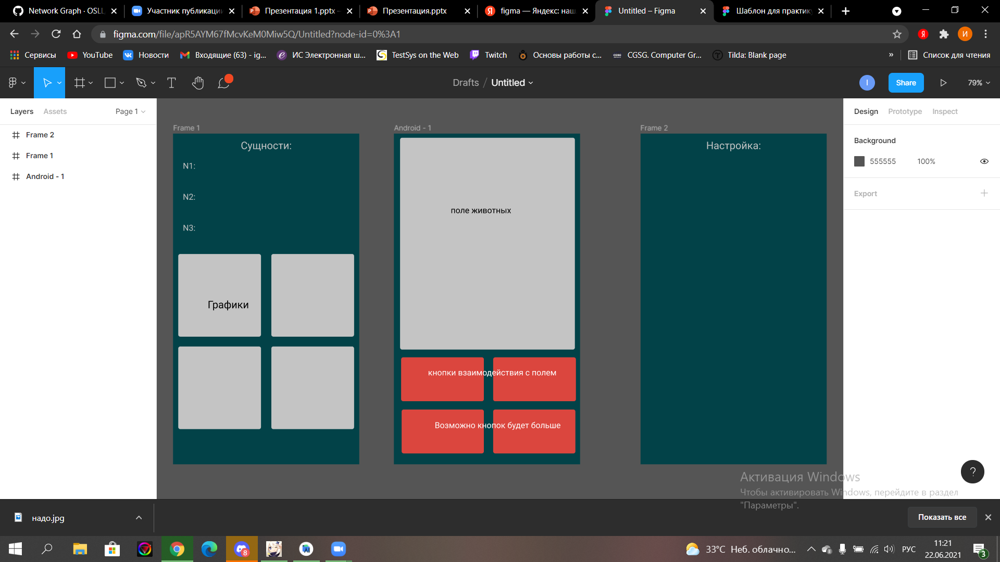 Network Graph · OSLL
Участник публикации
Презентация 1.pptx –
Презентация.pptx
figma — Яндекс: наш
Untitled – Figma
Шаблон для практик
figma.com/file/apR5AYM67fMcvKeM0Miw5Q/Untitled?node-id=0%3A1
Я
И
Сервисы
YouTube
Новости
Входящие (63) - ig...
ИС Электронная ш...
TestSys on the Web
Twitch
Основы работы с...
CGSG. Computer Gr...
Tilda: Blank page
»
Список для чтения
Drafts / Untitled
I
Share
79%
Layers
Assets
Page 1
Design
Prototype
Inspect
Frame 2
Frame 1
Android - 1
Background
555555
100%
Export
Frame 1
Android - 1
Frame 2
Сущности:
N1:
N2:
N3:
Графики
поле животных
кнопки взаимодействия с полем
Возможно кнопок будет больше
Настройка:
?
Активация Windows
Чтобы активировать Windows, перейдите в раздел
"Параметры".
надо.jpg
Показать все
8
33°C Неб. облачно...
РУС
11:21
22.06.2021
3